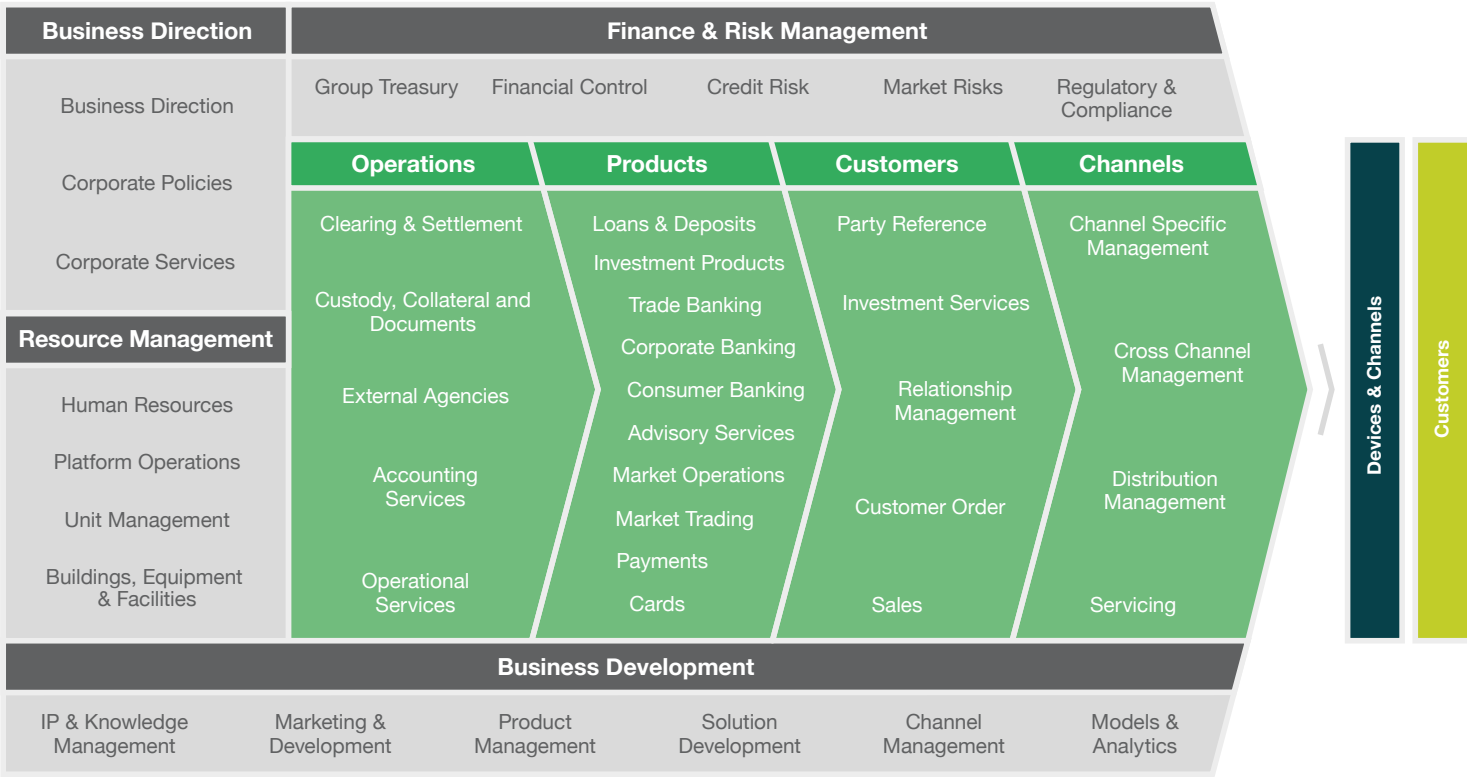 Business Direction
Business Direction
Corporate Policies
Corporate Services
Resource Management
Human Resources
Platform Operations
Unit Management
Buildings, Equipment
& Facilities
Finance & Risk Management
Group Treasury
Financial Control
Credit Risk
Market Risks
Regulatory &
Compliance
Operations
Clearing & Settlement
Custody, Collateral and
Documents
External Agencies
Accounting
Services
Operational
Services
Products
Loans & Deposits
Investment Products
Trade Banking
Corporate Banking
Consumer Banking
Advisory Services
Market Operations
Market Trading
Payments
Cards
Customers
Party Reference
Investment Services
Relationship
Management
Customer Order
Sales
Channels
Channel Specific
Management
Cross Channel
Management
Distribution
Management
Servicing
Devices & Channels
Customers
Business Development
IP & Knowledge
Management
Marketing &
Development
Product
Management
Solution
Development
Channel
Management
Models &
Analytics